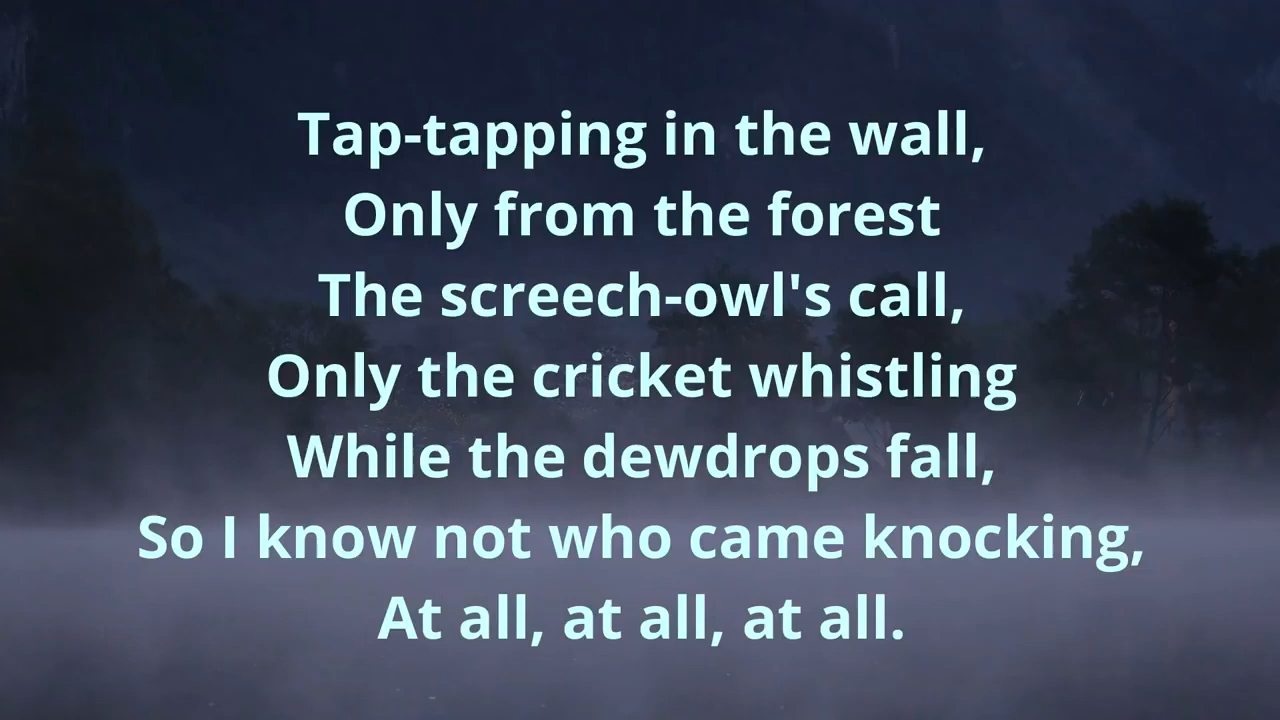 Tap-tapping in the wall,
Only from the forest
The screech-owl's call,
Only the cricket whistling
While the dewdrops fall,
So I know not who came knocking,
At all, at all, at all.